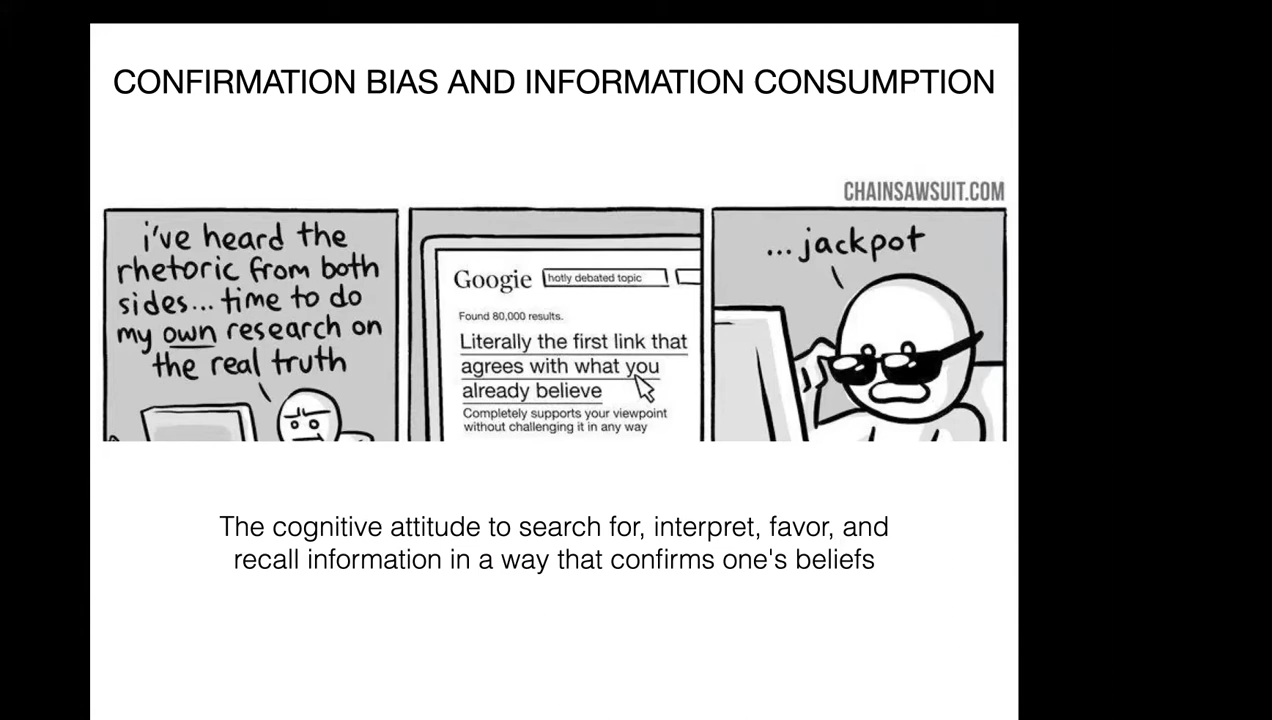 CONFIRMATION BIAS AND INFORMATION CONSUMPTION
CHAINSAWSUIT.COM
i've heard the
rhetoric from both
sides... time to do
my own research on
the real truth
Googie
hotly debated topic
Found 80,000 results.
Literally the first link that
agrees with what you
already believe
Completely supports your viewpoint
without challenging it in any way
...jackpot
The cognitive attitude to search for, interpret, favor, and
recall information in a way that confirms one's beliefs